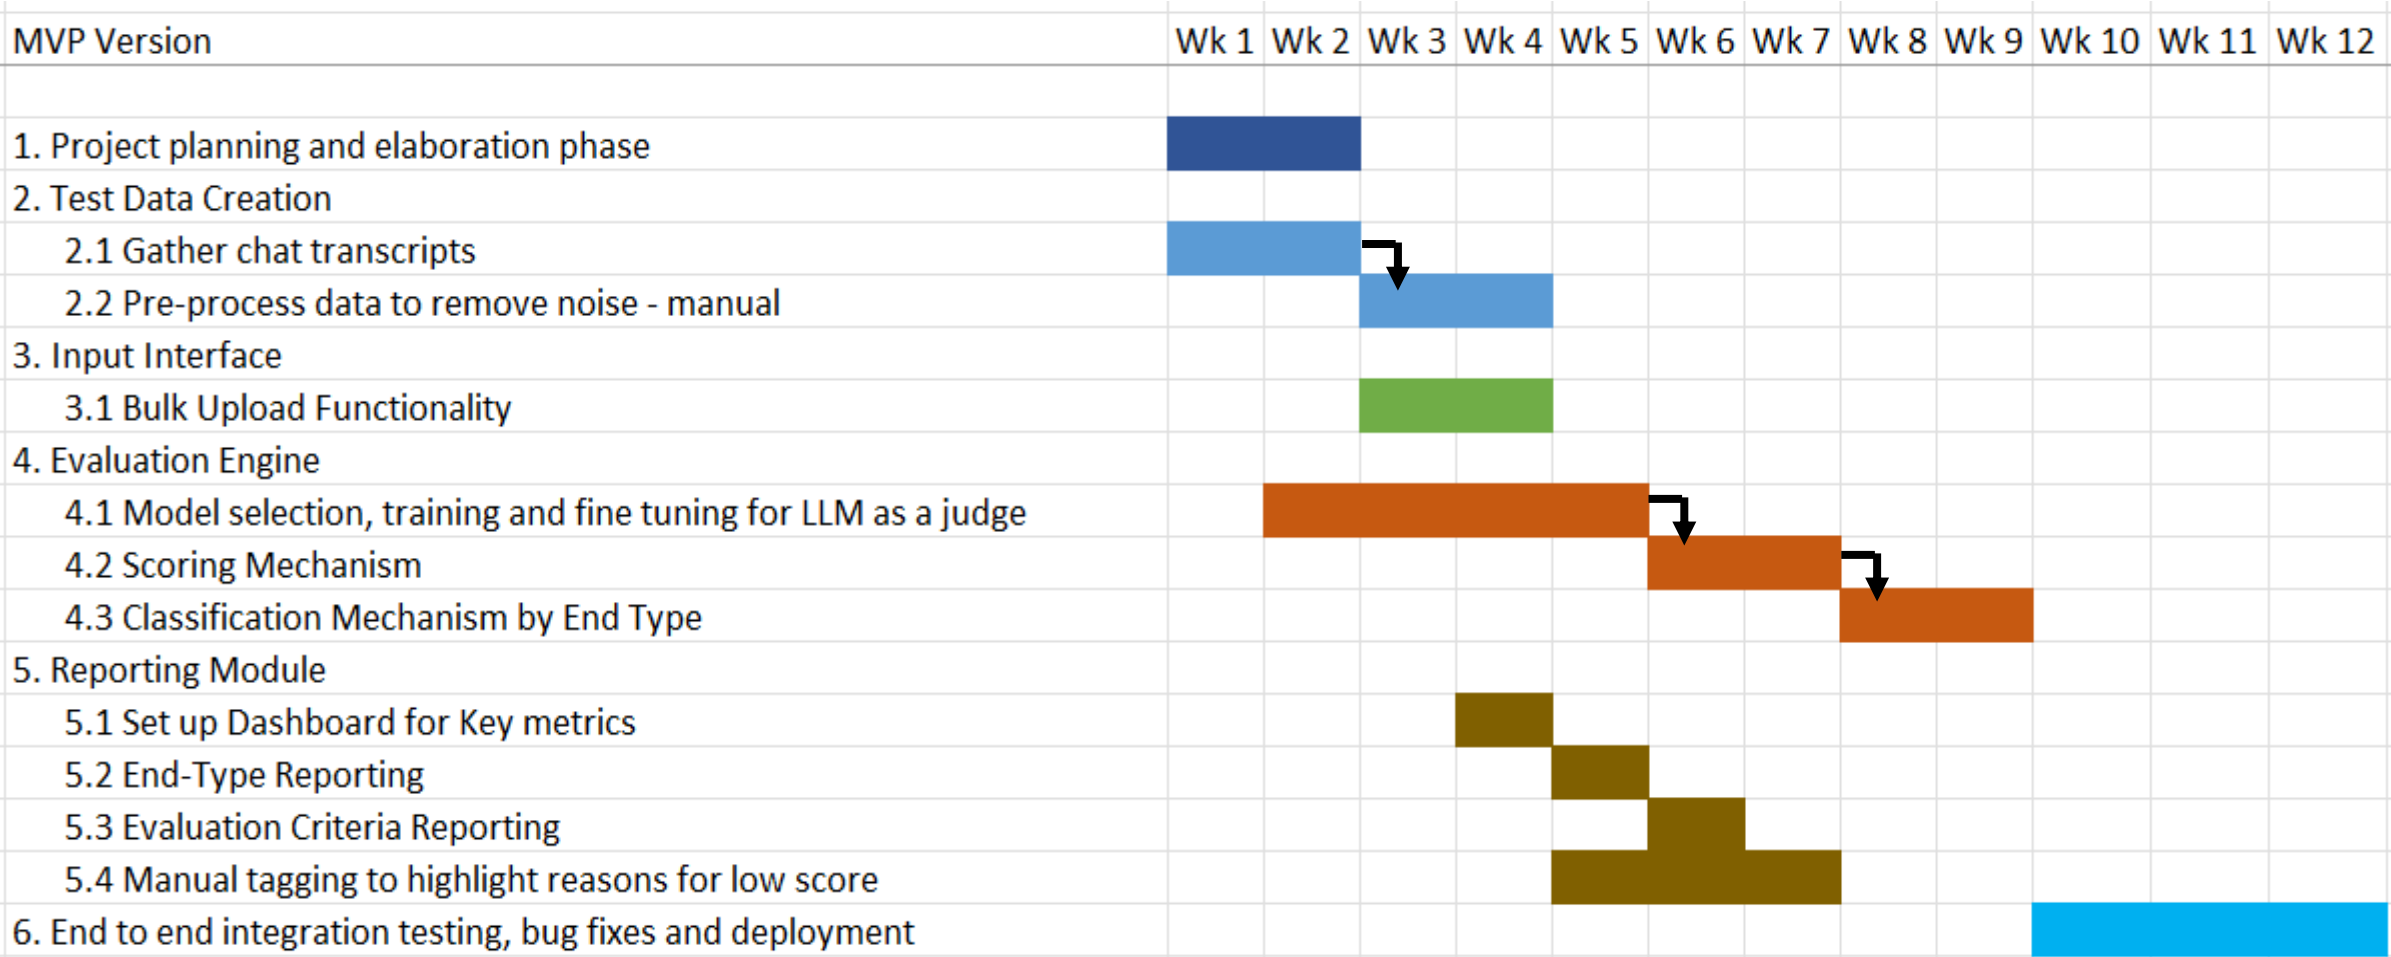 MVP Version Wk 1 Wk 2 Wk 3 Wk 4 Wk 5 Wk 6 Wk 7 Wk 8 Wk 9 Wk 10 Wk 11 Wk 12
1. Project planning and elaboration phase
2. Test Data Creation
2.1 Gather chat transcripts
2.2 Pre-process data to remove noise - manual
3. Input Interface
3.1 Bulk Upload Functionality
4. Evaluation Engine
4.1 Model selection, training and fine tuning for LLM as a judge
4.2 Scoring Mechanism
4.3 Classification Mechanism by End Type
5. Reporting Module
5.1 Set up Dashboard for Key metrics
5.2 End-Type Reporting
5.3 Evaluation Criteria Reporting
5.4 Manual tagging to highlight reasons for low score
6. End to end integration testing, bug fixes and deployment